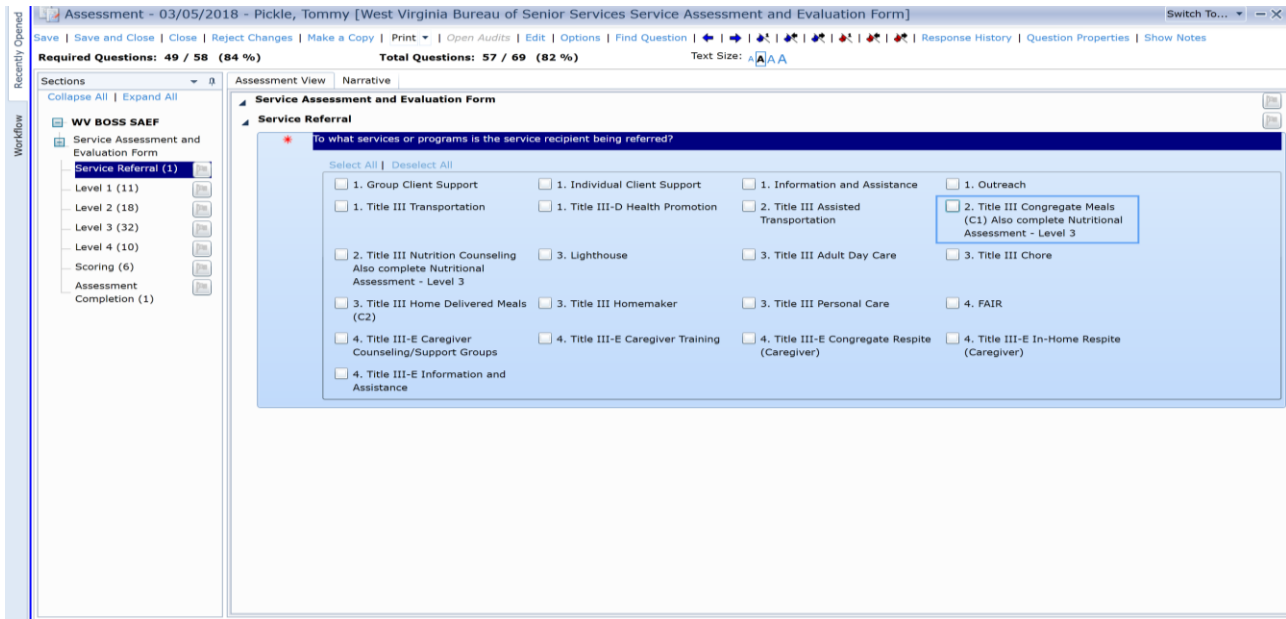 Recently Opened
Workflow
Assessment - 03/05/2018 - Pickle, Tommy [West Virginia Bureau of Senior Services Service Assessment and Evaluation Form]
Switch To...
Save | Save and Close | Close | Reject Changes | Make a Copy | Print | Open Audits | Edit | Options | Find Question | Response History | Question Properties | Show Notes
Required Questions: 49 / 58 (84 %)
Total Questions: 57 / 69 (82 %)
Text Size: A A A A
Sections
Collapse All | Expand All
WV BOSS SAEF
Service Assessment and
Evaluation Form
Service Referral (1)
Level 1 (11)
Level 2 (18)
Level 3 (32)
Level 4 (10)
Scoring (6)
Assessment
Completion (1)
Assessment View
Narrative
Service Assessment and Evaluation Form
Service Referral
To what services or programs is the service recipient being referred?
Select All | Deselect All
1. Group Client Support
1. Individual Client Support
1. Information and Assistance
1. Outreach
1. Title III Transportation
1. Title III-D Health Promotion
2. Title III Assisted
Transportation
2. Title III Congregate Meals
(C1) Also complete Nutritional
Assessment - Level 3
2. Title III Nutrition Counseling
Also complete Nutritional
Assessment - Level 3
3. Lighthouse
3. Title III Adult Day Care
3. Title III Chore
3. Title III Home Delivered Meals
(C2)
3. Title III Homemaker
3. Title III Personal Care
4. FAIR
4. Title III-E Caregiver
Counseling/Support Groups
4. Title III-E Caregiver Training
4. Title III-E Congregate Respite
(Caregiver)
4. Title III-E In-Home Respite
(Caregiver)
4. Title III-E Information and
Assistance